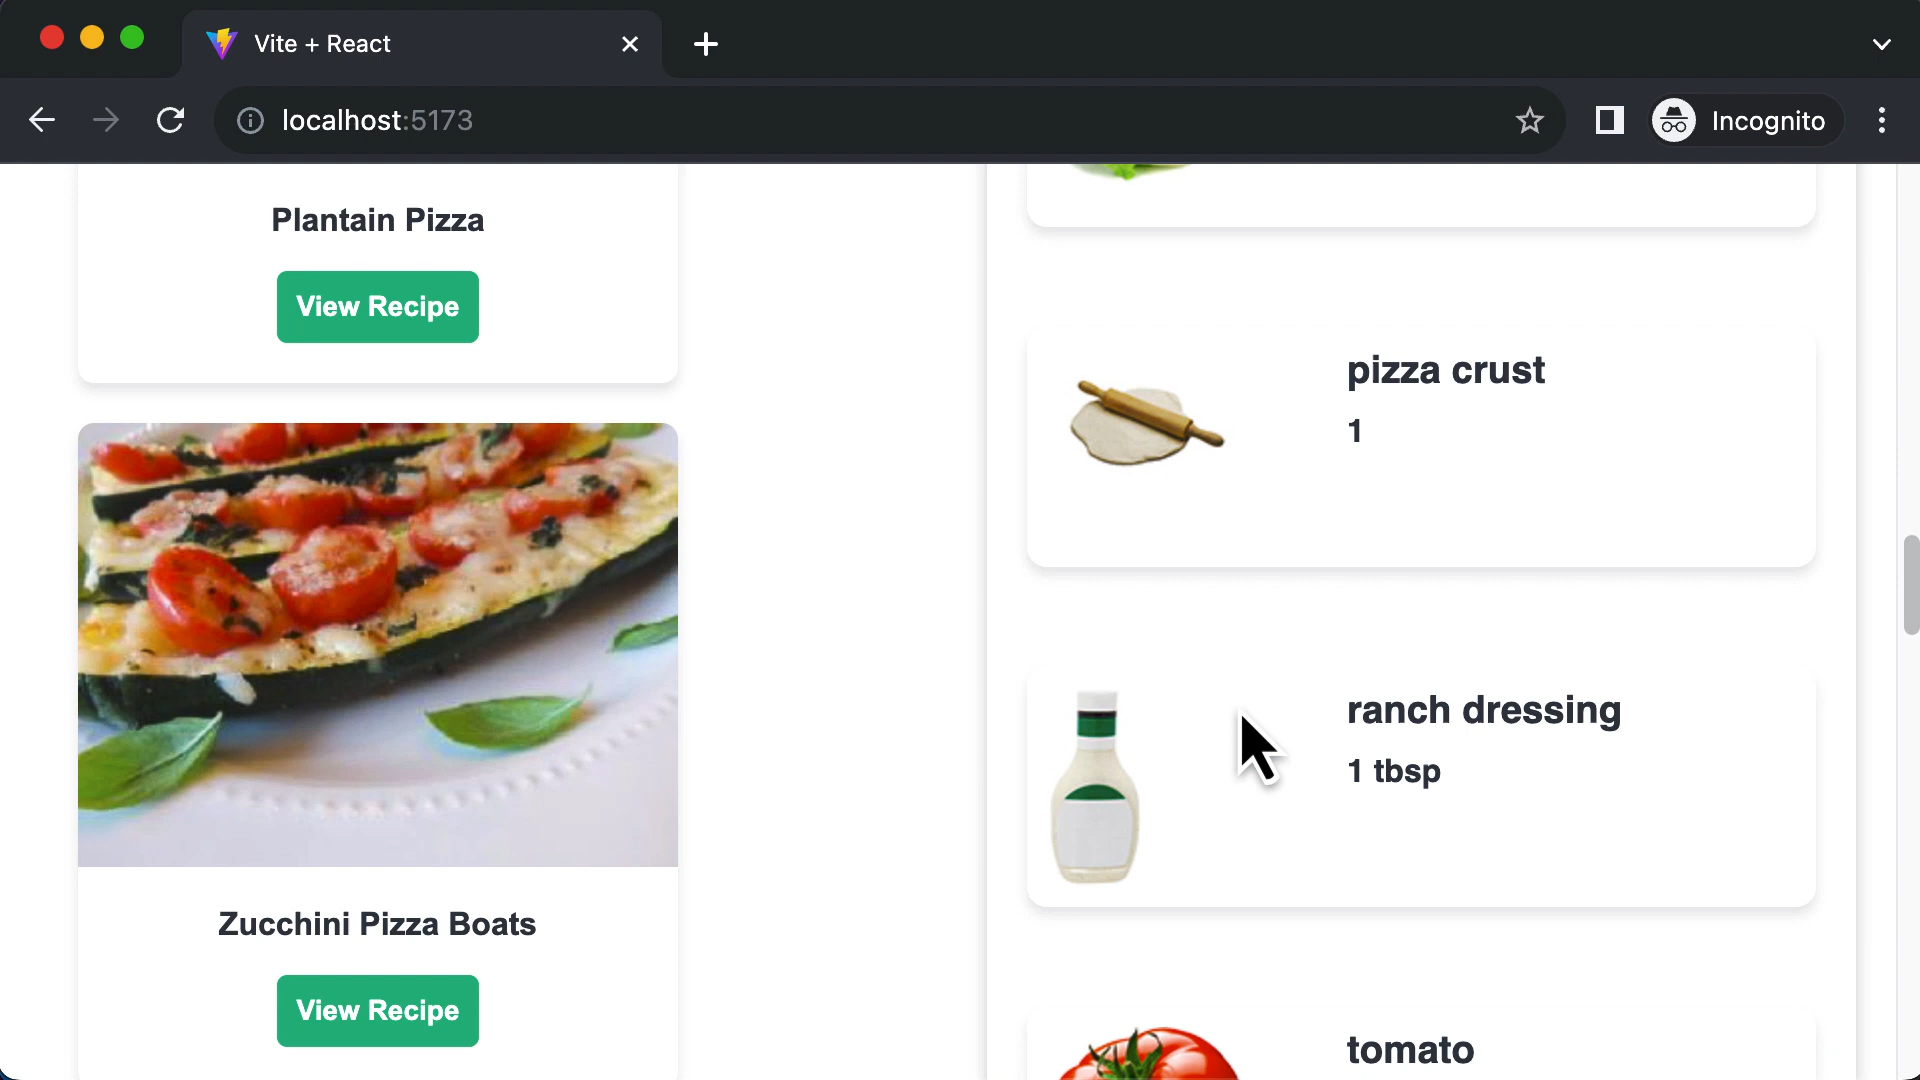 Vite + React
localhost:5173
Incognito
Plantain Pizza
View Recipe
Zucchini Pizza Boats
View Recipe
pizza crust
1
ranch dressing
1 tbsp
tomato